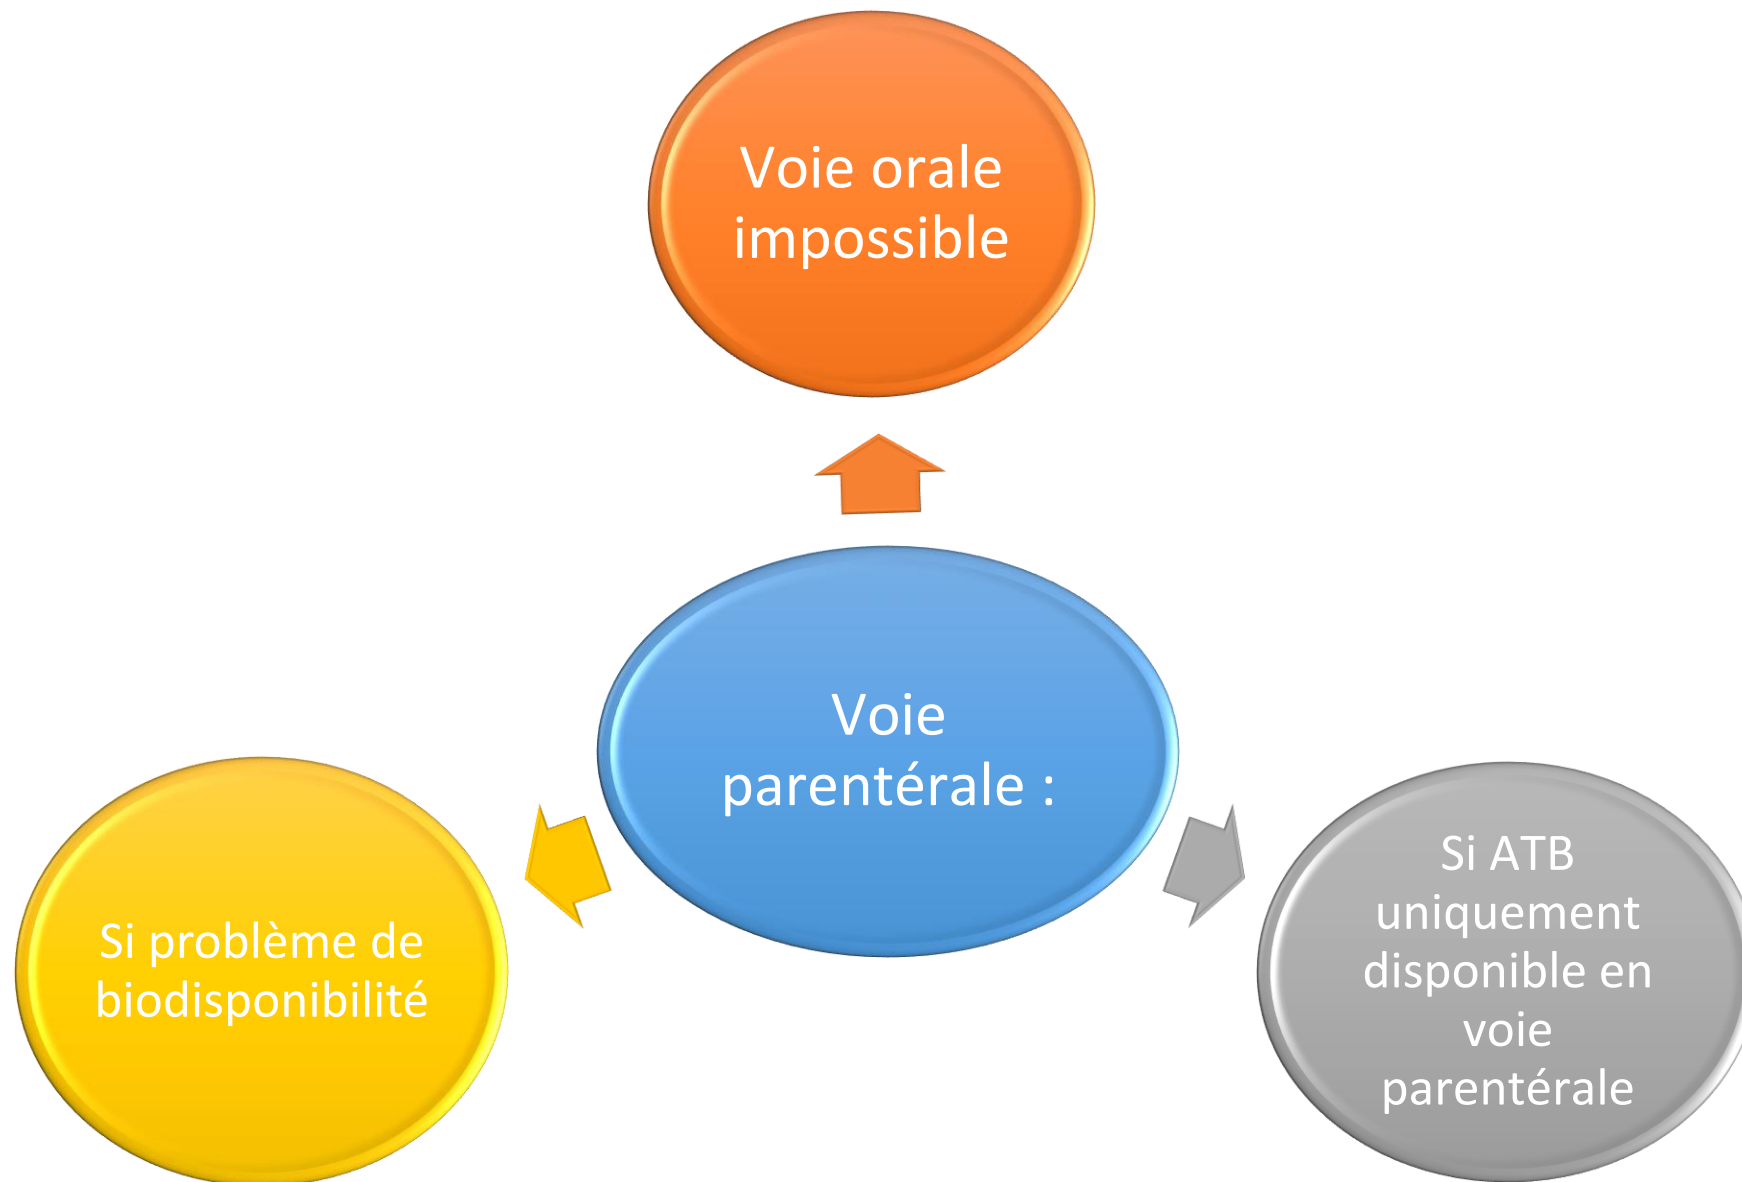 Voie orale
impossible
Voie
parentérale :
Si problème de
biodisponibilité
Si ATB
uniquement
disponible en
voie
parentérale